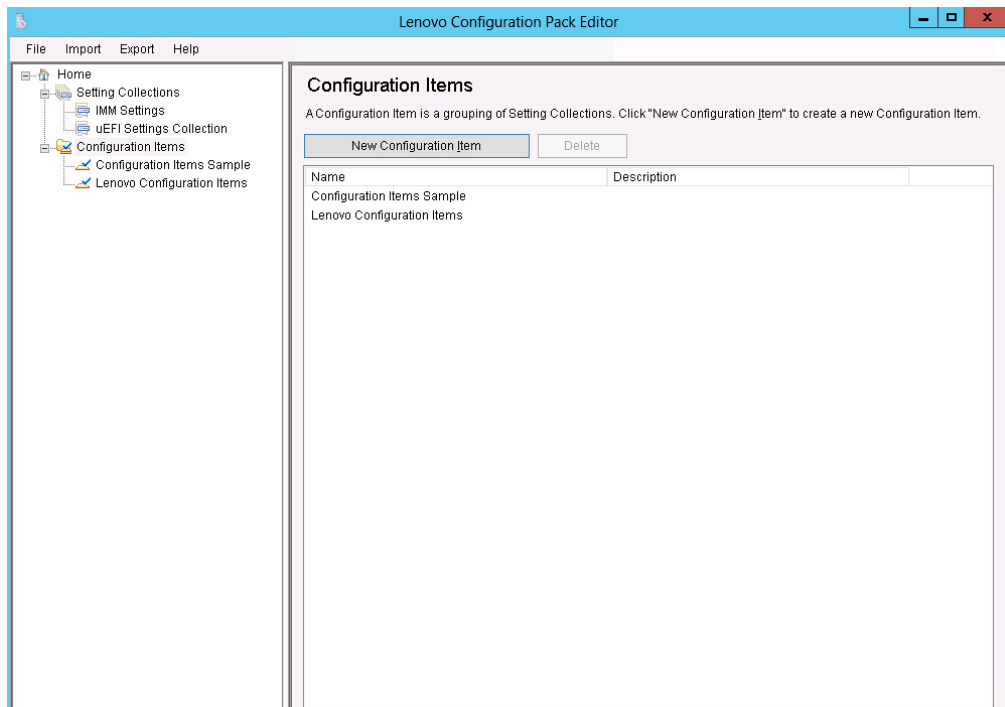 Lenovo Configuration Pack Editor
File Import Export Help
Home
Setting Collections
IMM Settings
uEFI Settings Collection
Configuration Items
Configuration Items Sample
Lenovo Configuration Items
Configuration Items
A Configuration Item is a grouping of Setting Collections. Click "New Configuration Item" to create a new Configuration Item.
New Configuration Item Delete
Name Description
Configuration Items Sample
Lenovo Configuration Items